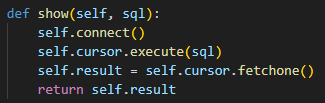 def show(self, sql):
    self.connect()
    self.cursor.execute(sql)
    self.result = self.cursor.fetchone()
    return self.result